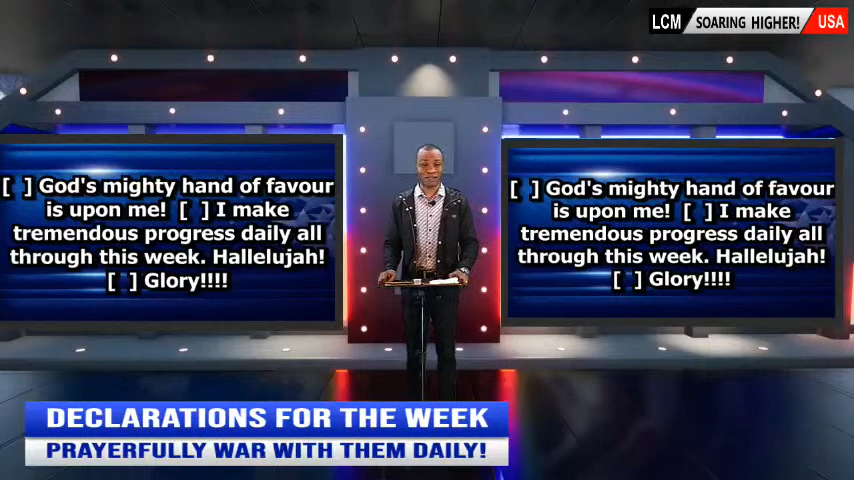 LCM SOARING HIGHER! USA
[ ] God's mighty hand of favour
is upon me! [ ] I make
tremendous progress daily all
through this week. Hallelujah!
[ ] Glory!!!!
[ ] God's mighty hand of favour
is upon me! [ ] I make
tremendous progress daily all
through this week. Hallelujah!
[ ] Glory!!!!
DECLARATIONS FOR THE WEEK
PRAYERFULLY WAR WITH THEM DAILY!